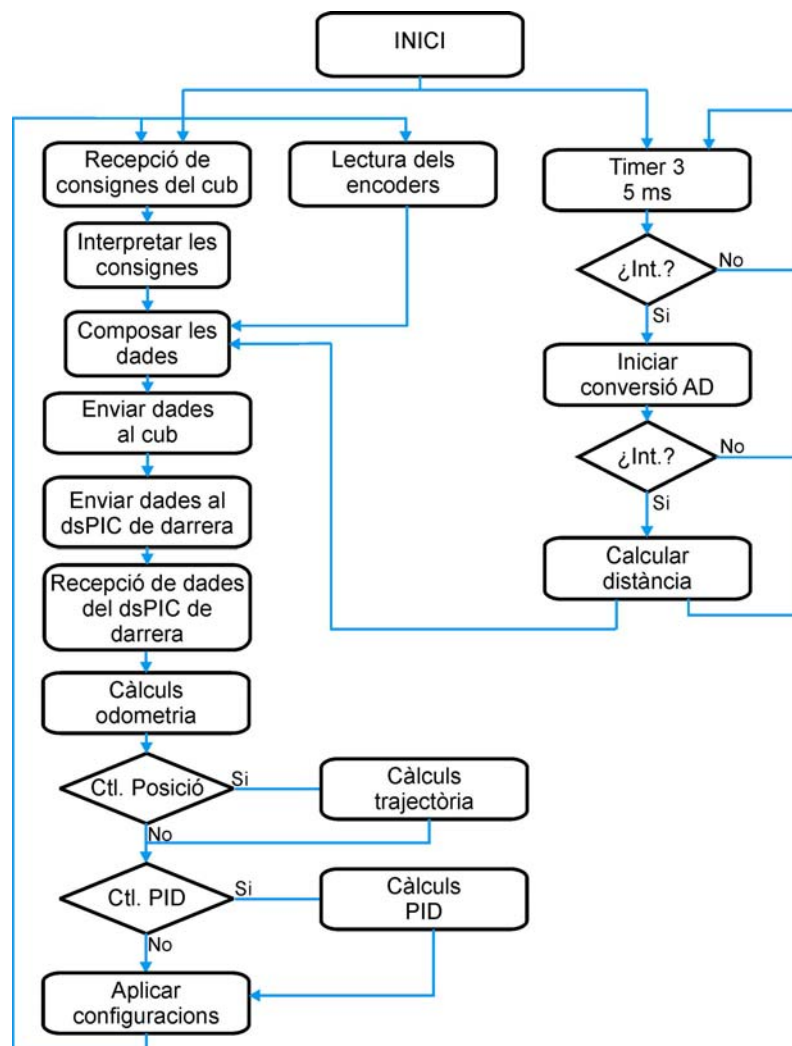 INICI
Recepció de
consignes del cub
Lectura dels
encoders
Timer 3
5 ms
Interpretar les
consignes
¿Int.?
No
Si
Composar les
dades
Iniciar
conversió AD
Enviar dades
al cub
¿Int.?
No
Si
Enviar dades al
dsPIC de darrera
Calcular
distància
Recepció de dades
del dsPIC de
darrera
Càlculs
odometria
Ctl. Posició
Si
Càlculs
trajectòria
No
Ctl. PID
Si
Càlculs
PID
No
Aplicar
configuracions